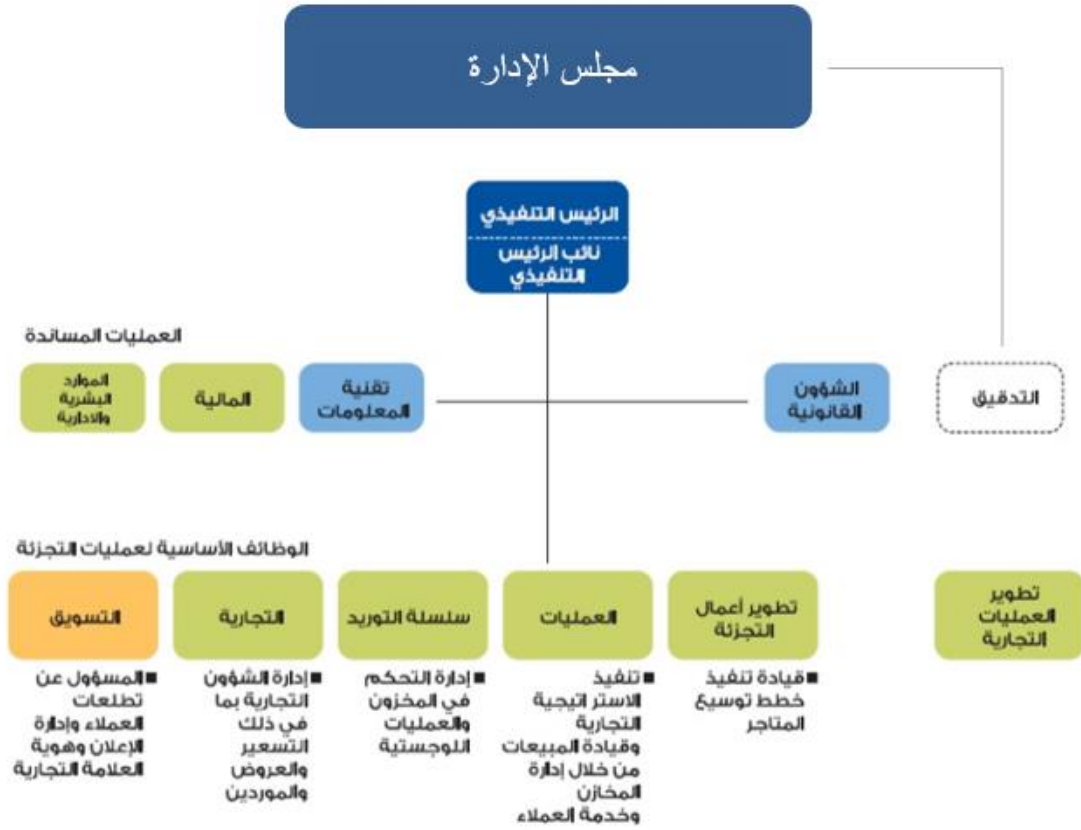 مجلس الإدارة
الرئيس التنفيذي
نائب الرئيس
التنفيذي
العمليات المساندة
التدقيق
الشؤون
القانونية
تقنية
المعلومات
المالية
الموارد
البشرية
والادارية
الوظائف الأساسية لعمليات التجزئة
تطوير
العمليات
التجارية
تطوير أعمال
التجزئة
■ قيادة تنفيذ
خطط توسيع
المتاجر
العمليات
■ تنفيذ
الاستراتيجية
التجارية
وقيادة المبيعات
من خلال إدارة
المخازن
وخدمة العملاء
سلسلة التوريد
■ إدارة التحكم
في المخزون
والعمليات
اللوجستية
التجارية
■ إدارة الشؤون
التجارية بما
في ذلك
التسعير
والعروض
والموردين
التسويق
■ المسؤول عن
تطلعات
العملاء وإدارة
الإعلان وهوية
العلامة التجارية